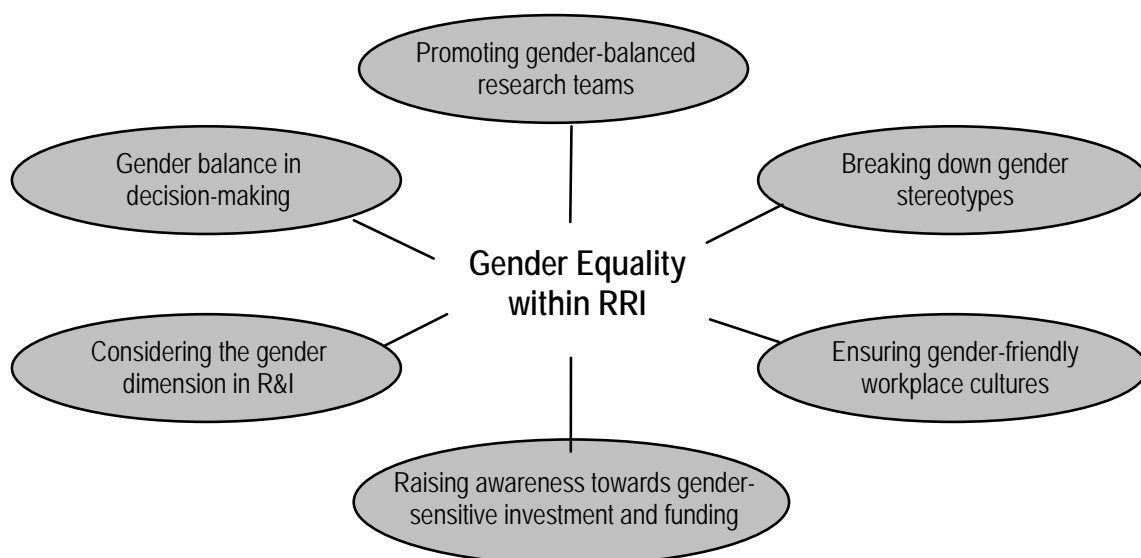 Promoting gender-balanced
research teams
Gender balance in
decision-making
Breaking down gender
stereotypes
Gender Equality
within RRI
Considering the gender
dimension in R&I
Ensuring gender-friendly
workplace cultures
Raising awareness towards gender-
sensitive investment and funding